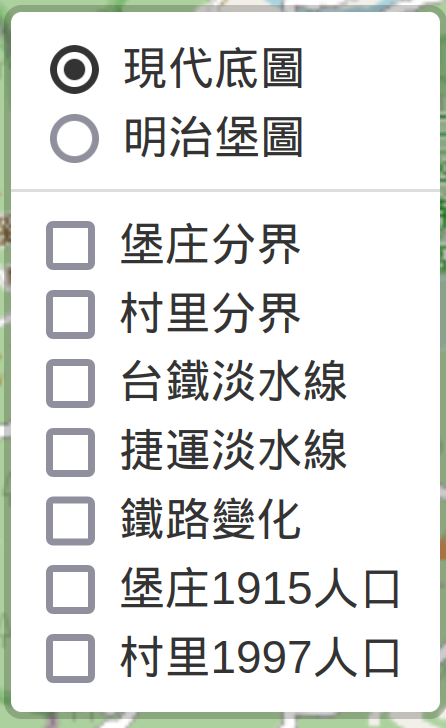 現代底圖
明治堡圖
堡庄分界
村里分界
台鐵淡水線
捷運淡水線
鐵路變化
堡庄1915人口
村里1997人口